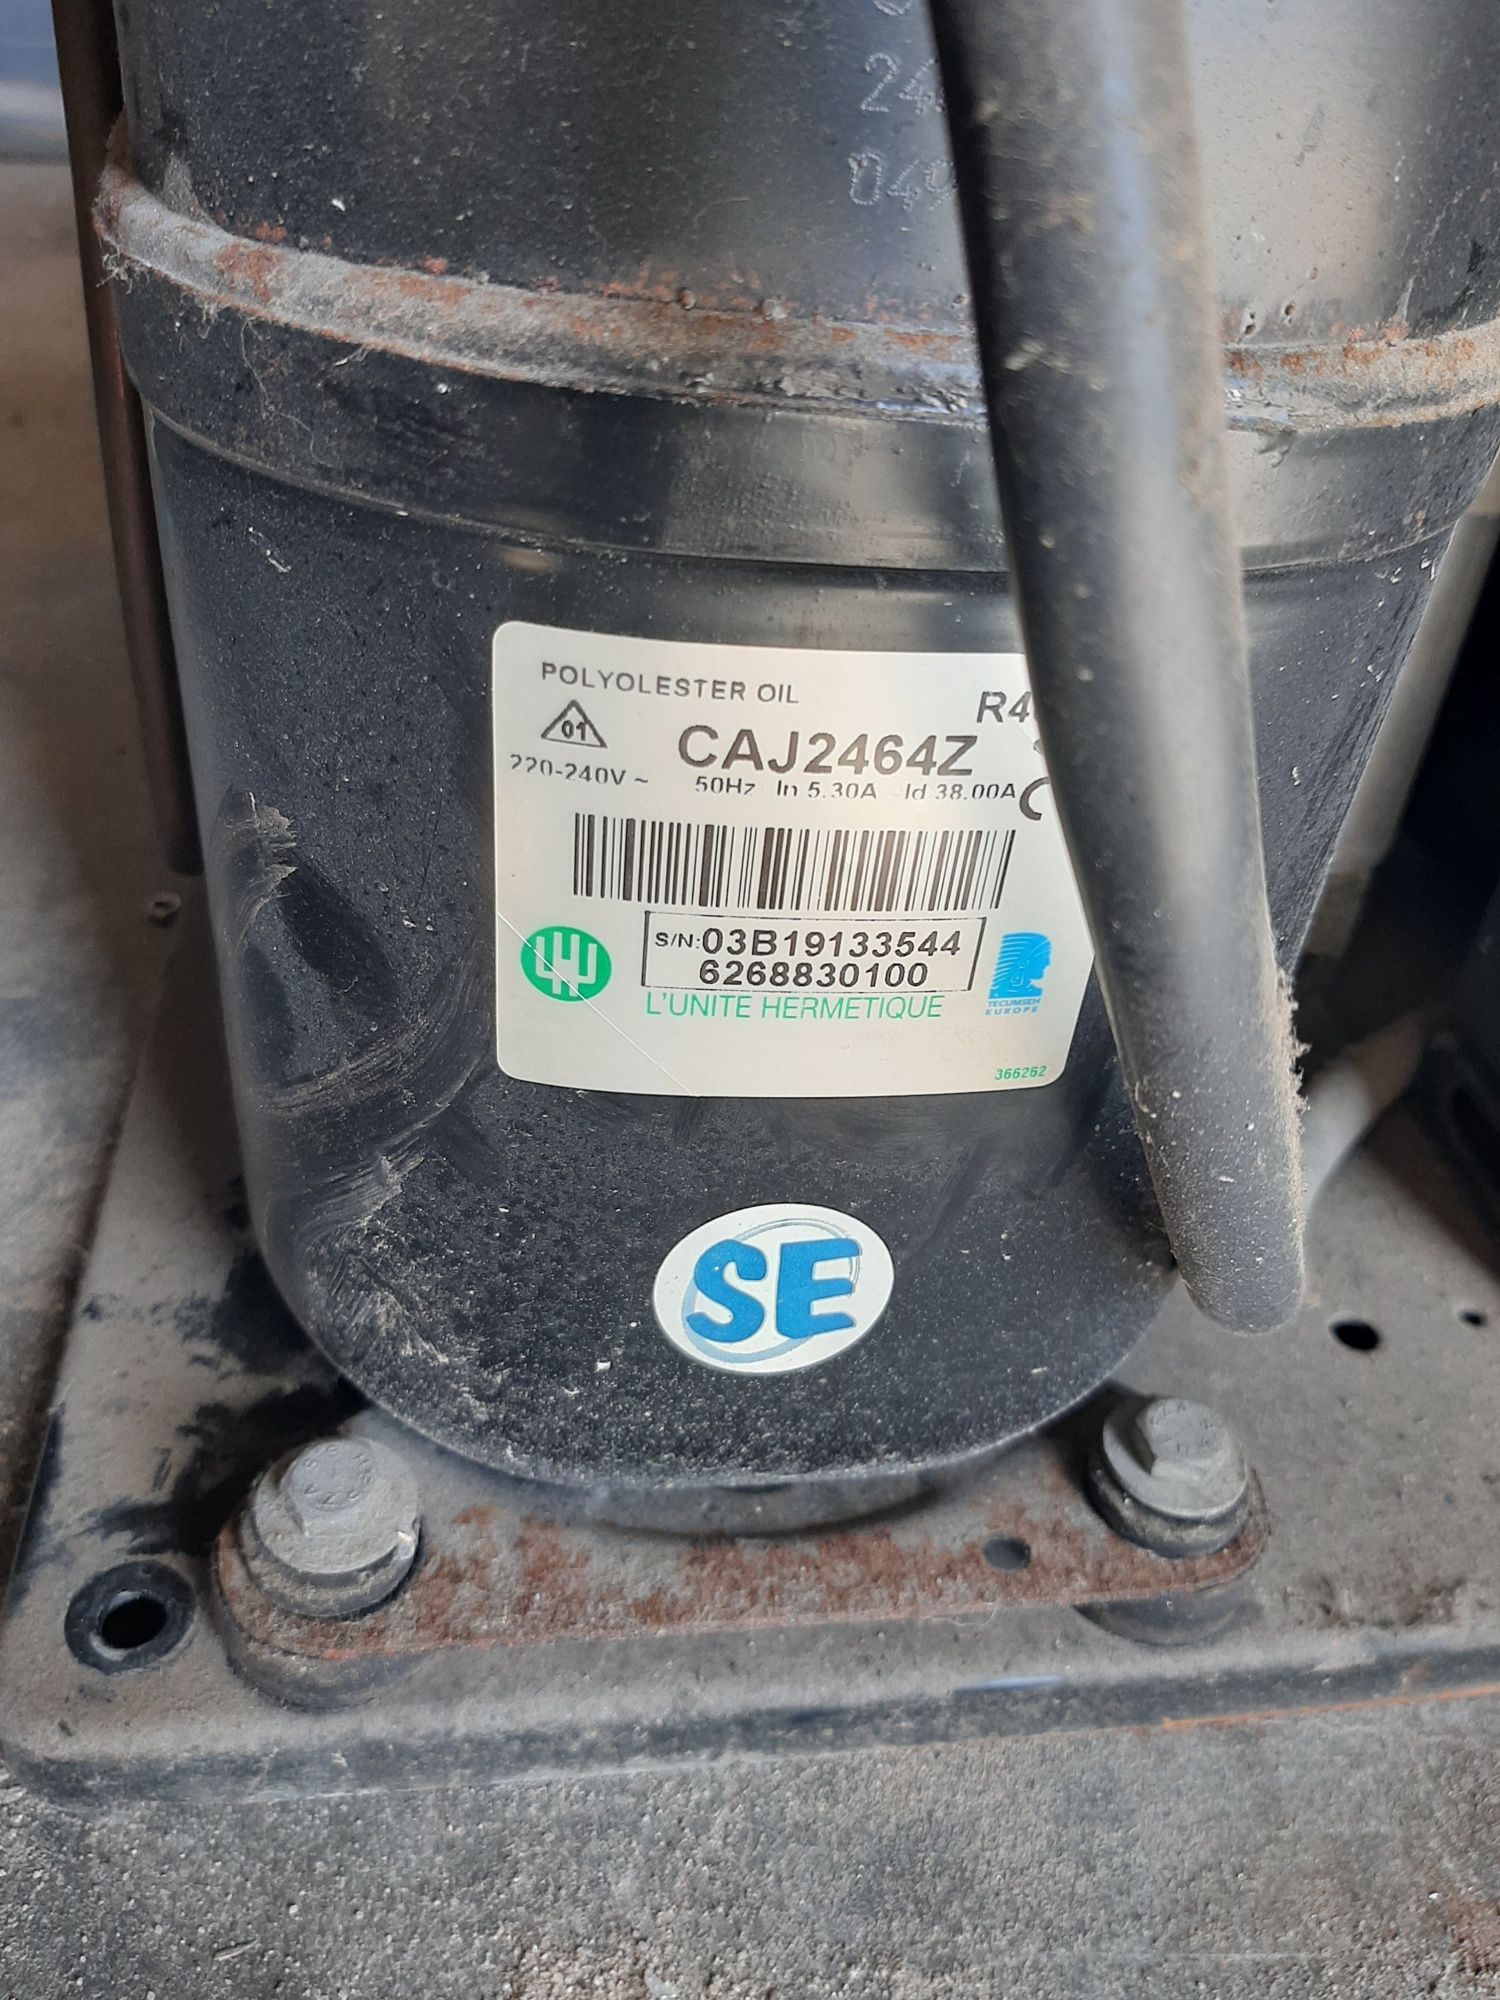 POLYOLESTER OIL
01
CAJ2464Z
220-240V ~ 50Hz In 5.30A Id 38.00A
S/N:03B19133544
6268830100
L'UNITE HERMETIQUE
TECUMSEH
EUROPE
366262
SE